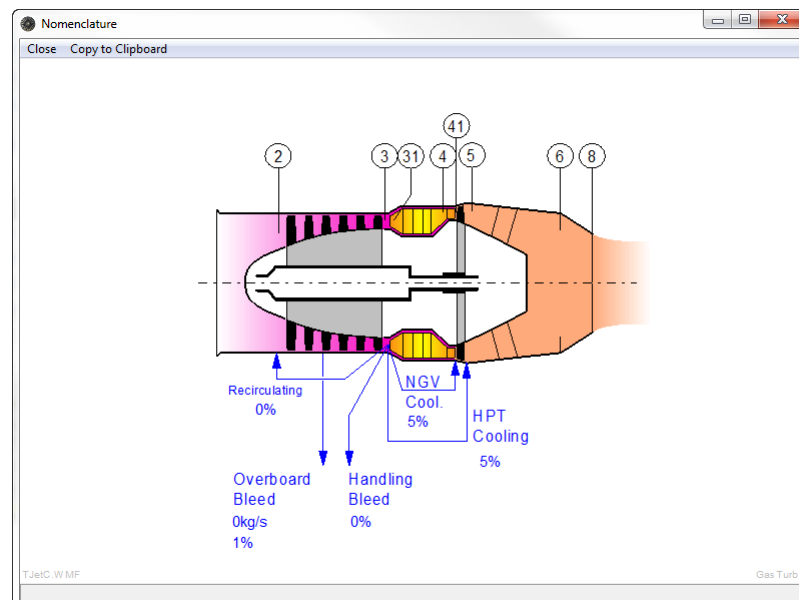 Nomenclature
Close Copy to Clipboard
41
2 3 31 4 5 6 8
Recirculating
0%
NGV
Cool.
5%
HPT
Cooling
5%
Overboard
Bleed
0kg/s
1%
Handling
Bleed
0%
TJetC.WMF
Gas Turb